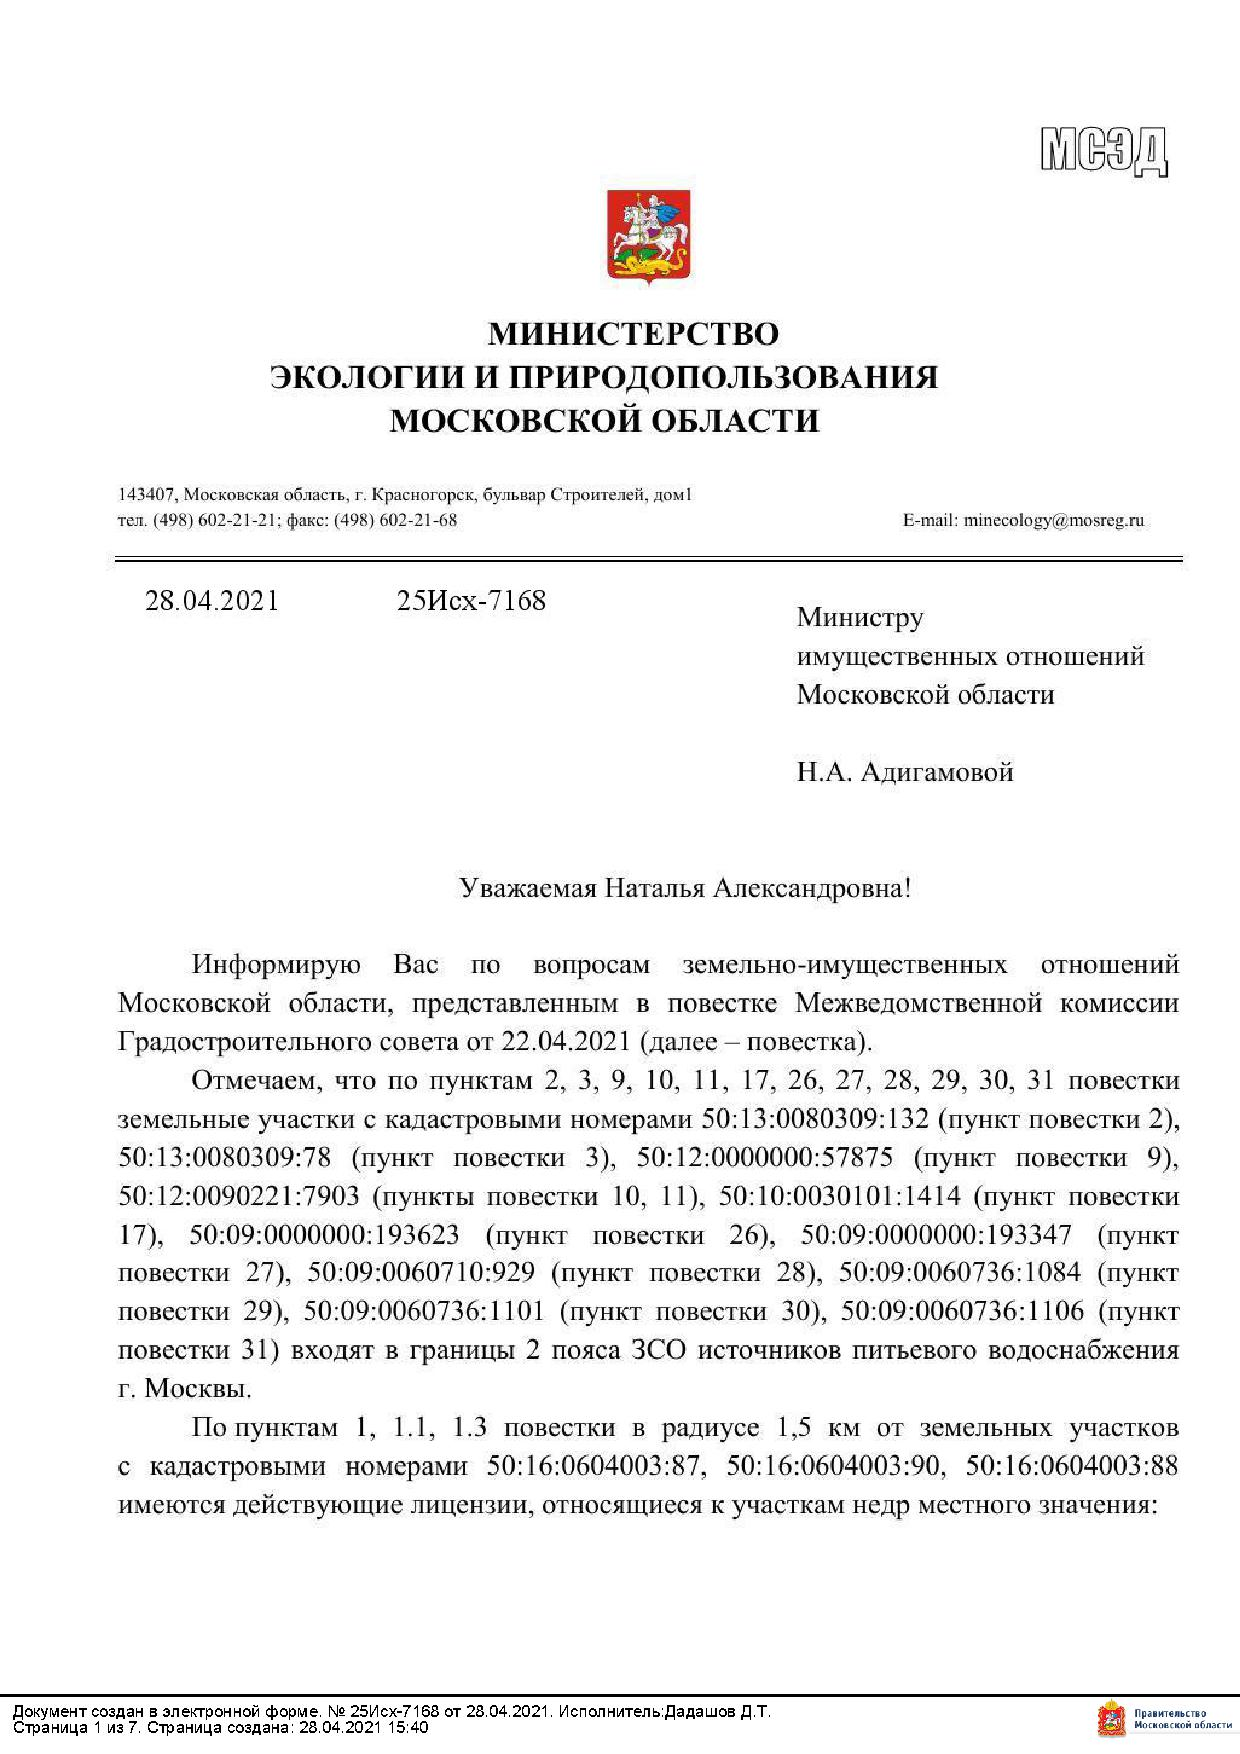 МСЭД
МИНИСТЕРСТВО
ЭКОЛОГИИ И ПРИРОДОПОЛЬЗОВАНИЯ
МОСКОВСКОЙ ОБЛАСТИ
143407, Московская область, г. Красногорск, бульвар Строителей, дом1
тел. (498) 602-21-21; факс: (498) 602-21-68 E-mail: minecology@mosreg.ru
28.04.2021 25Исх-7168
Министру
имущественных отношений
Московской области
Н.А. Адигамовой
Уважаемая Наталья Александровна!
Информирую Вас по вопросам земельно-имущественных отношений
Московской области, представленным в повестке Межведомственной комиссии
Градостроительного совета от 22.04.2021 (далее – повестка).
Отмечаем, что по пунктам 2, 3, 9, 10, 11, 17, 26, 27, 28, 29, 30, 31 повестки
земельные участки с кадастровыми номерами 50:13:0080309:132 (пункт повестки 2),
50:13:0080309:78 (пункт повестки 3), 50:12:0000000:57875 (пункт повестки 9),
50:12:0090221:7903 (пункты повестки 10, 11), 50:10:0030101:1414 (пункт повестки
17), 50:09:0000000:193623 (пункт повестки 26), 50:09:0000000:193347 (пункт
повестки 27), 50:09:0060710:929 (пункт повестки 28), 50:09:0060736:1084 (пункт
повестки 29), 50:09:0060736:1101 (пункт повестки 30), 50:09:0060736:1106 (пункт
повестки 31) входят в границы 2 пояса ЗСО источников питьевого водоснабжения
г. Москвы.
По пунктам 1, 1.1, 1.3 повестки в радиусе 1,5 км от земельных участков
с кадастровыми номерами 50:16:0604003:87, 50:16:0604003:90, 50:16:0604003:88
имеются действующие лицензии, относящиеся к участкам недр местного значения:
Документ создан в электронной форме. № 25Исх-7168 от 28.04.2021. Исполнитель:Дадашов Д.Т.
Страница 1 из 7. Страница создана: 28.04.2021 15:40
Правительство
Московской области